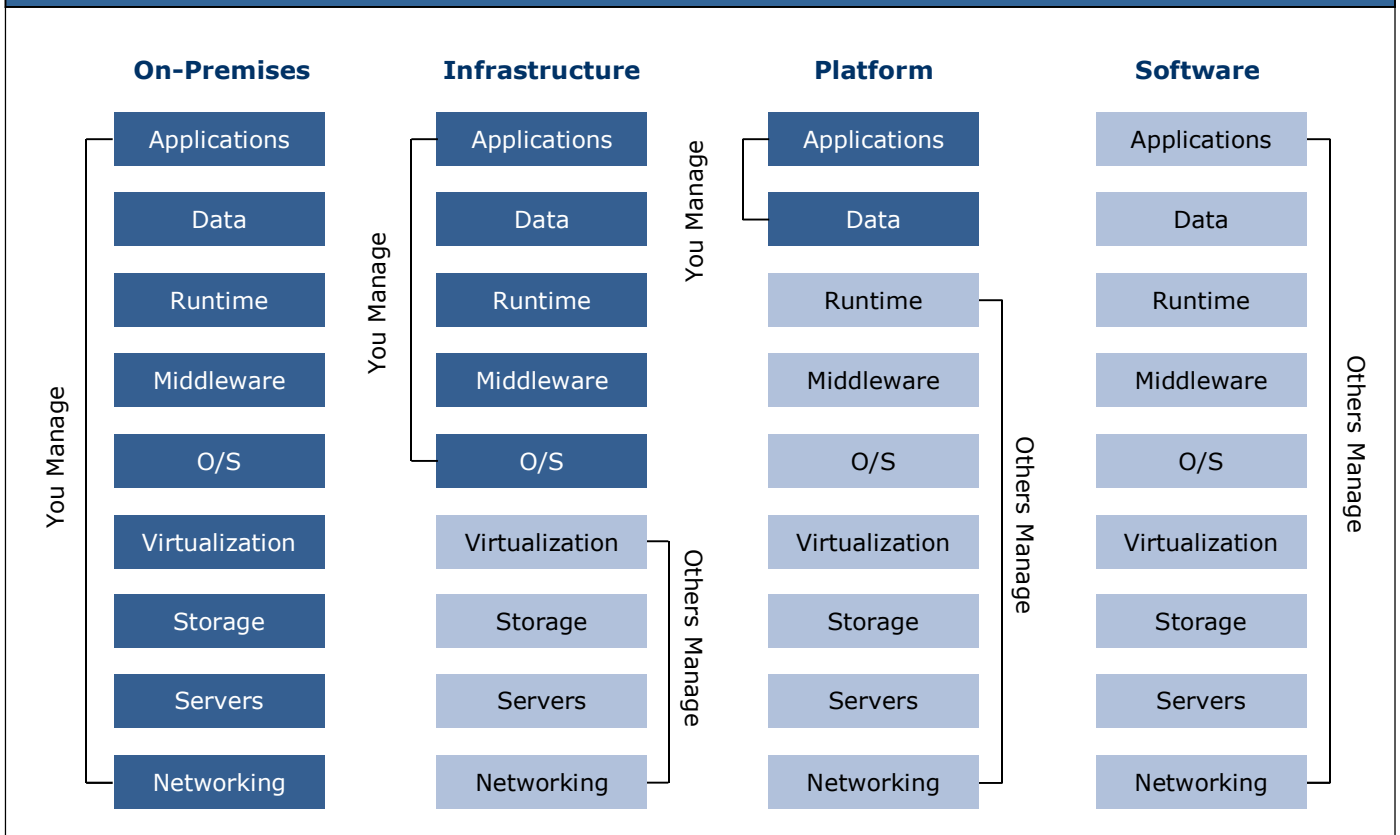 On-Premises
Infrastructure
Platform
Software
You Manage
Applications
Data
Runtime
Middleware
O/S
Virtualization
Storage
Servers
Networking
You Manage
Applications
Data
Runtime
Middleware
O/S
Virtualization
Storage
Servers
Networking
Others Manage
You Manage
Applications
Data
Runtime
Middleware
O/S
Virtualization
Storage
Servers
Networking
Others Manage
Applications
Data
Runtime
Middleware
O/S
Virtualization
Storage
Servers
Networking
Others Manage